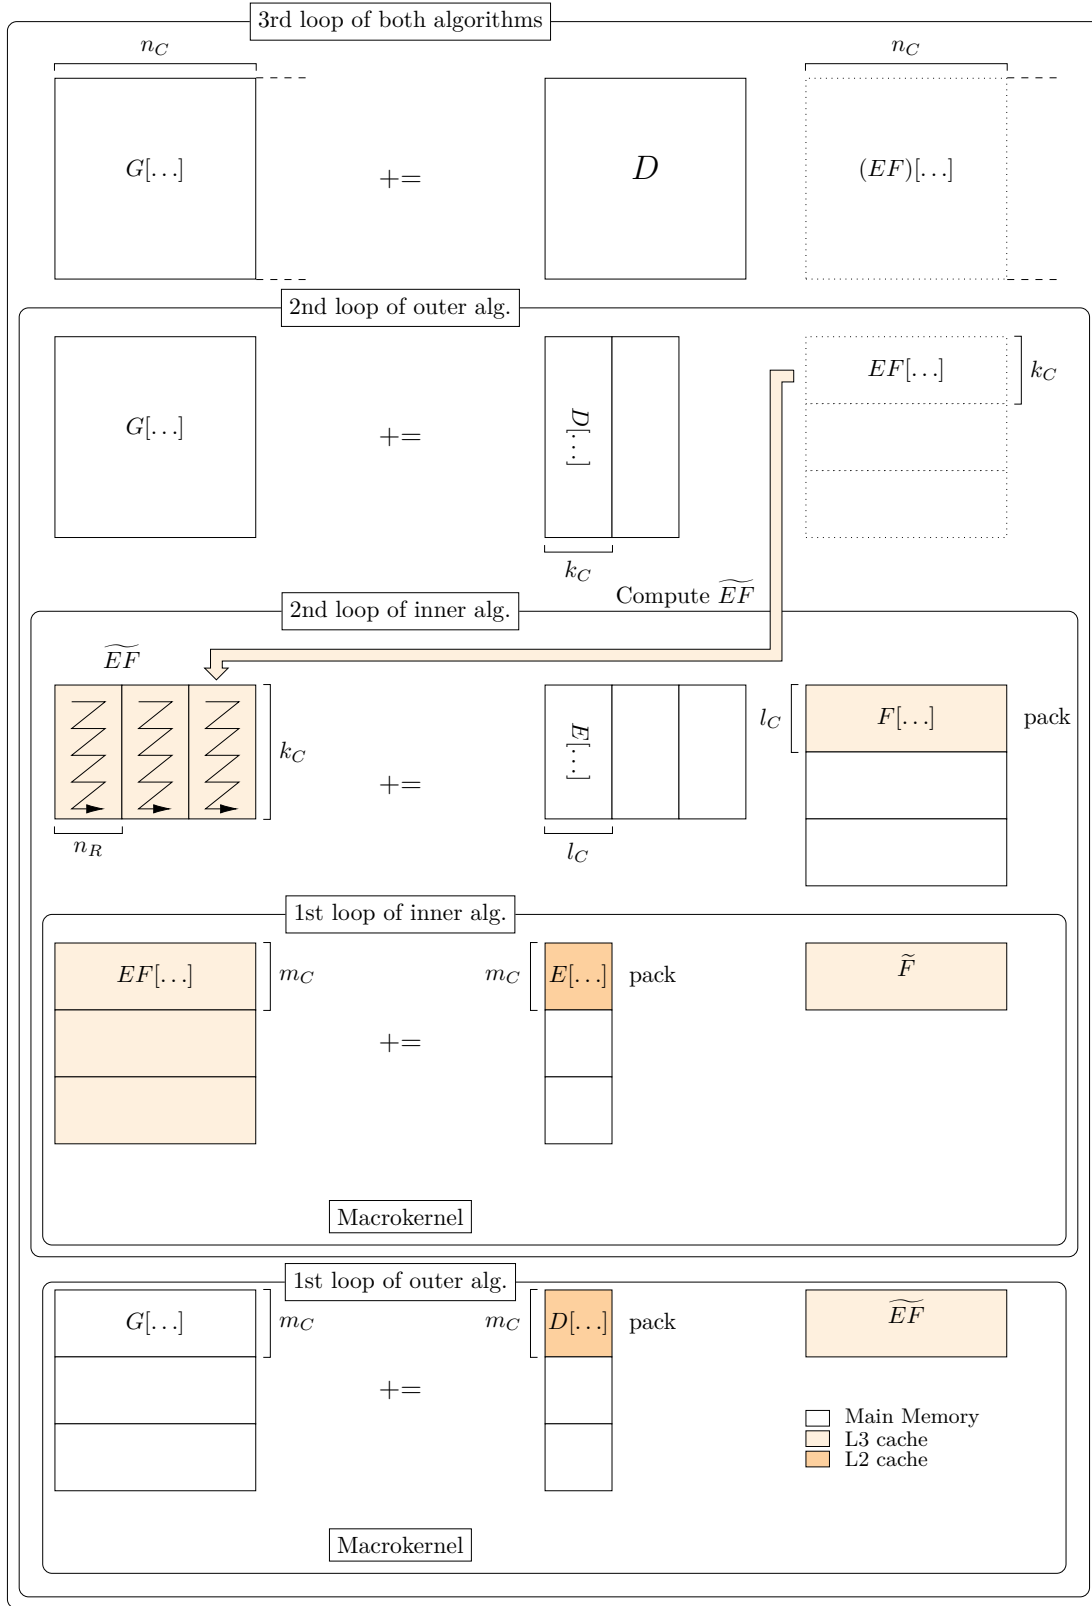 3rd loop of both algorithms
n_C n_C
G[…] += D (EF)[…]
2nd loop of outer alg.
G[…] += D[…] EF[…] k_C
k_C
Compute \widetilde{EF}
2nd loop of inner alg.
\widetilde{EF}
k_C += E[…] l_C F[…] pack
n_R l_C
1st loop of inner alg.
EF[…] m_C m_C E[…] pack \widetilde{F}
+=
Macrokernel
1st loop of outer alg.
G[…] m_C m_C D[…] pack \widetilde{EF}
+=
Main Memory
L3 cache
L2 cache
Macrokernel